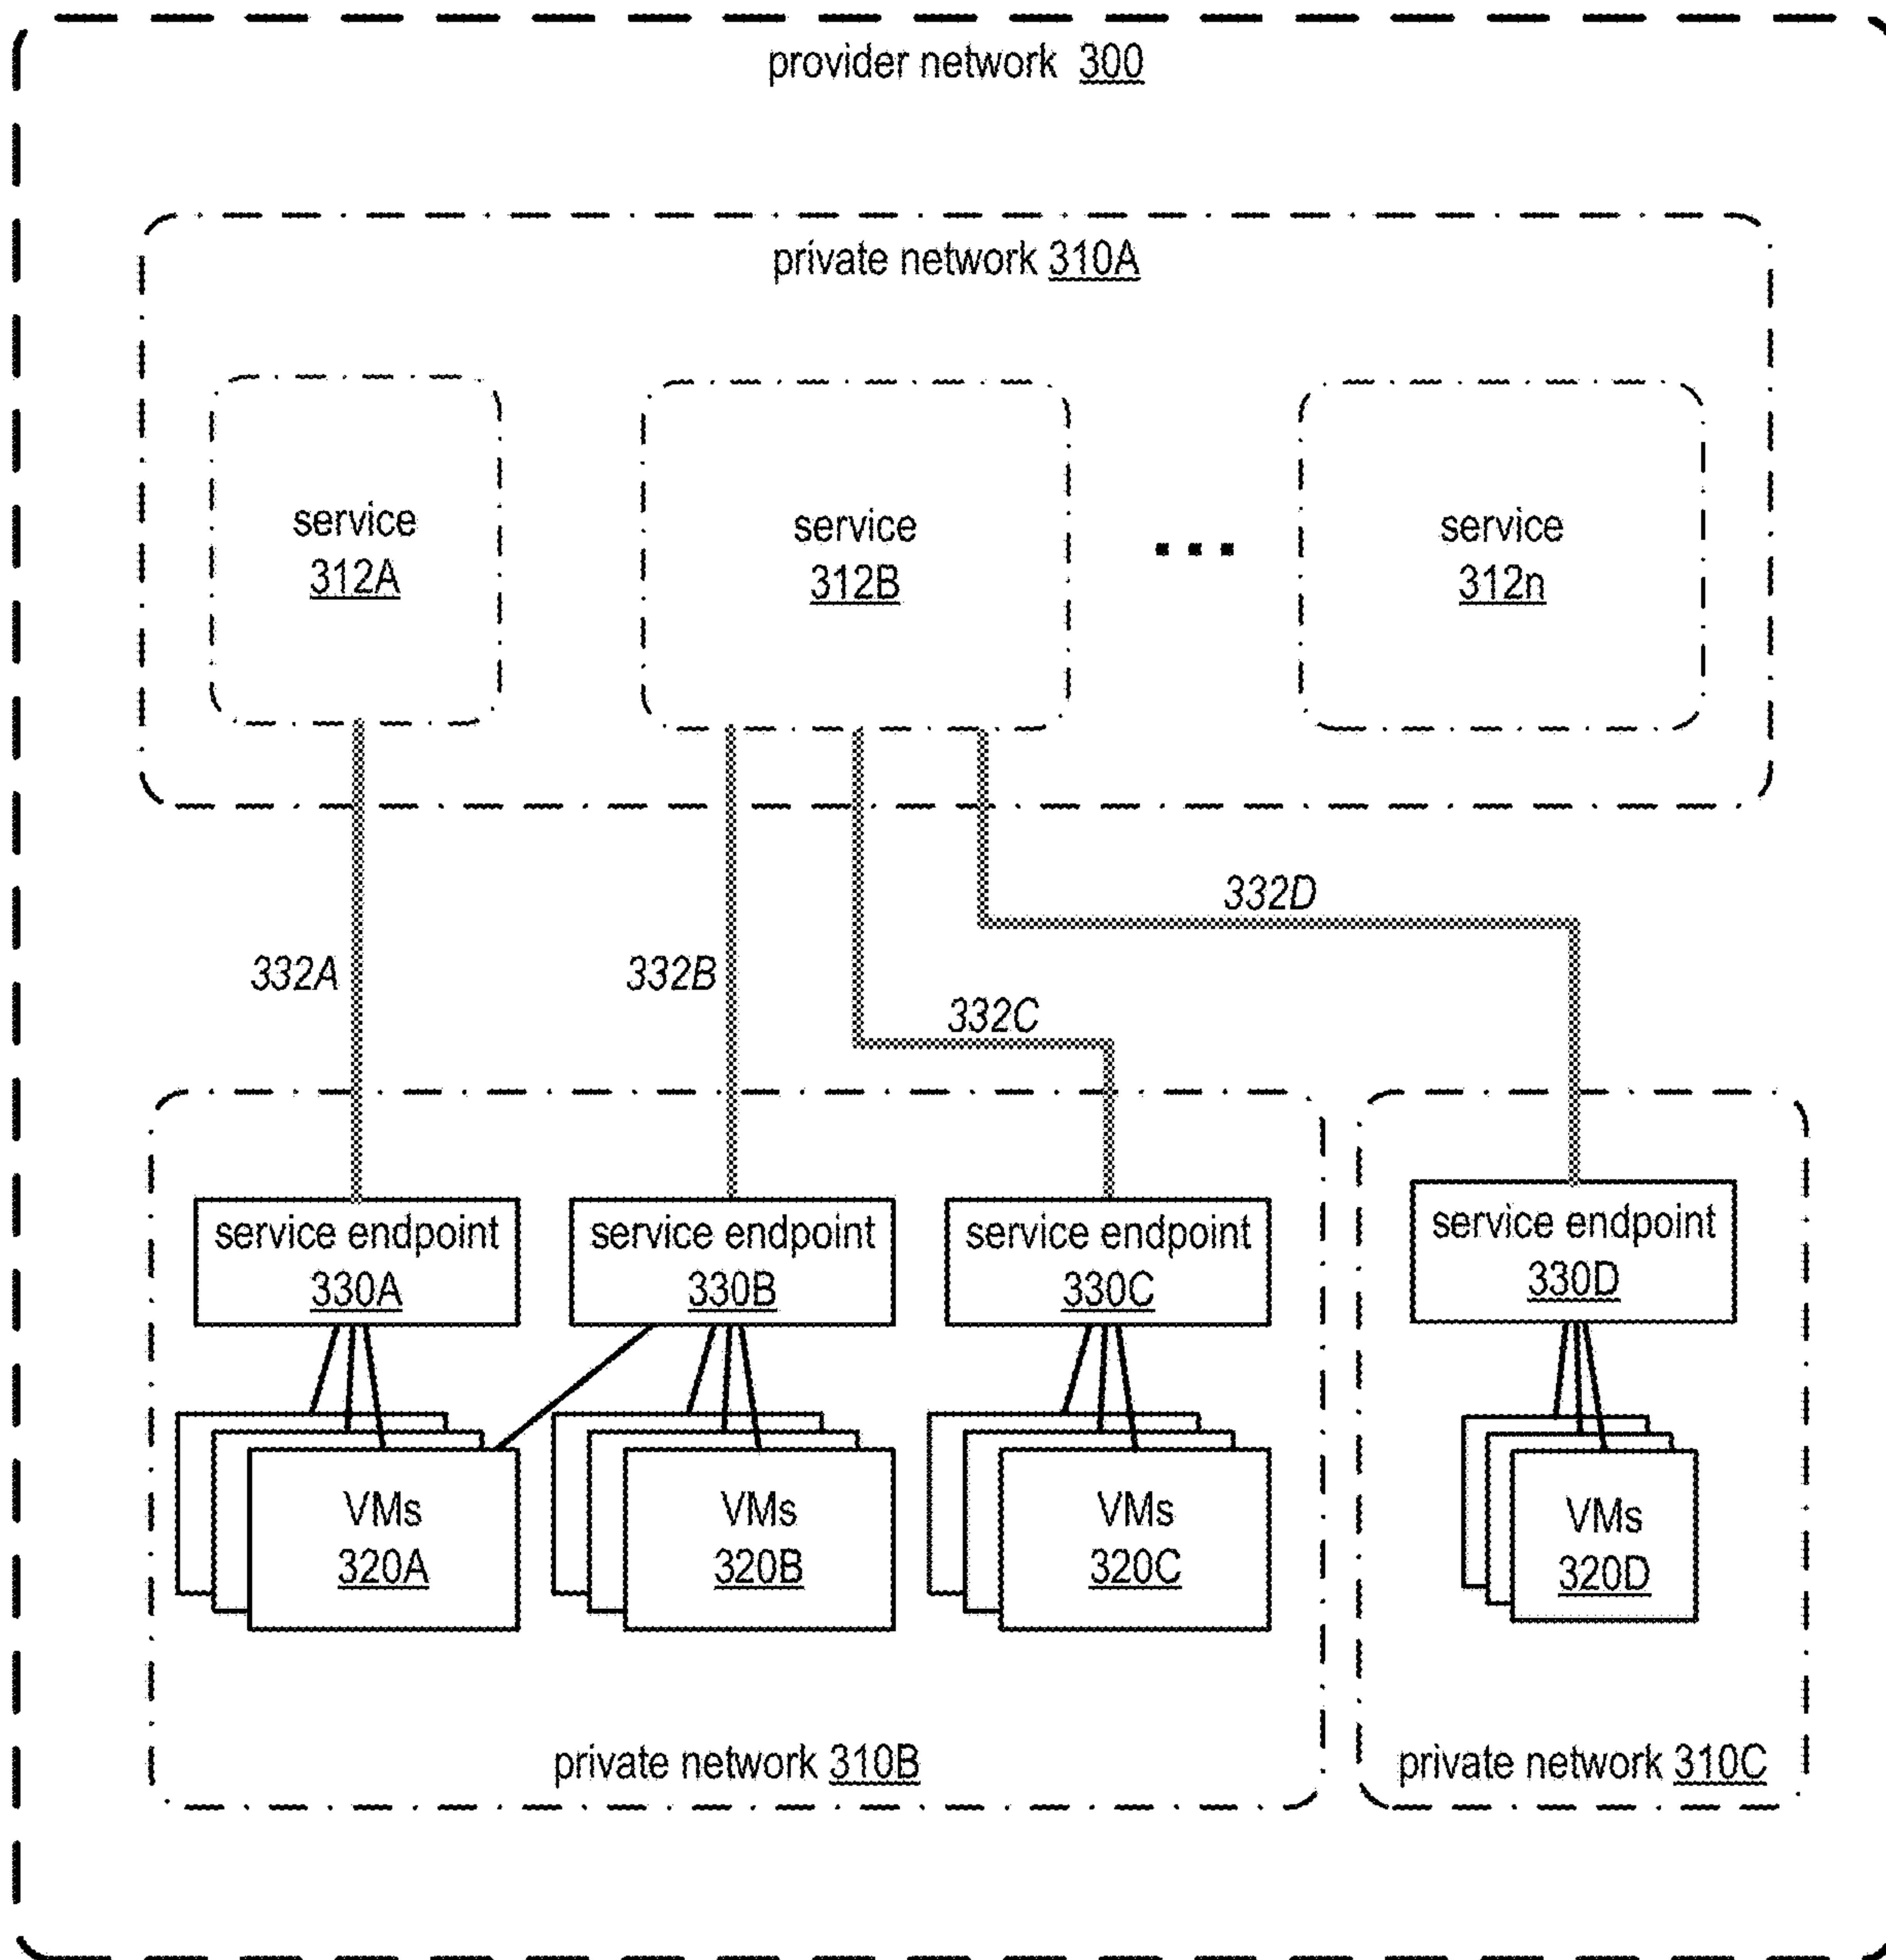 provider network 300
private network 310A
service
312A
service
312B
...
service
312n
332A
332B
332C
332D
service endpoint
330A
service endpoint
330B
service endpoint
330C
service endpoint
330D
VMs
320A
VMs
320B
VMs
320C
VMs
320D
private network 310B
private network 310C